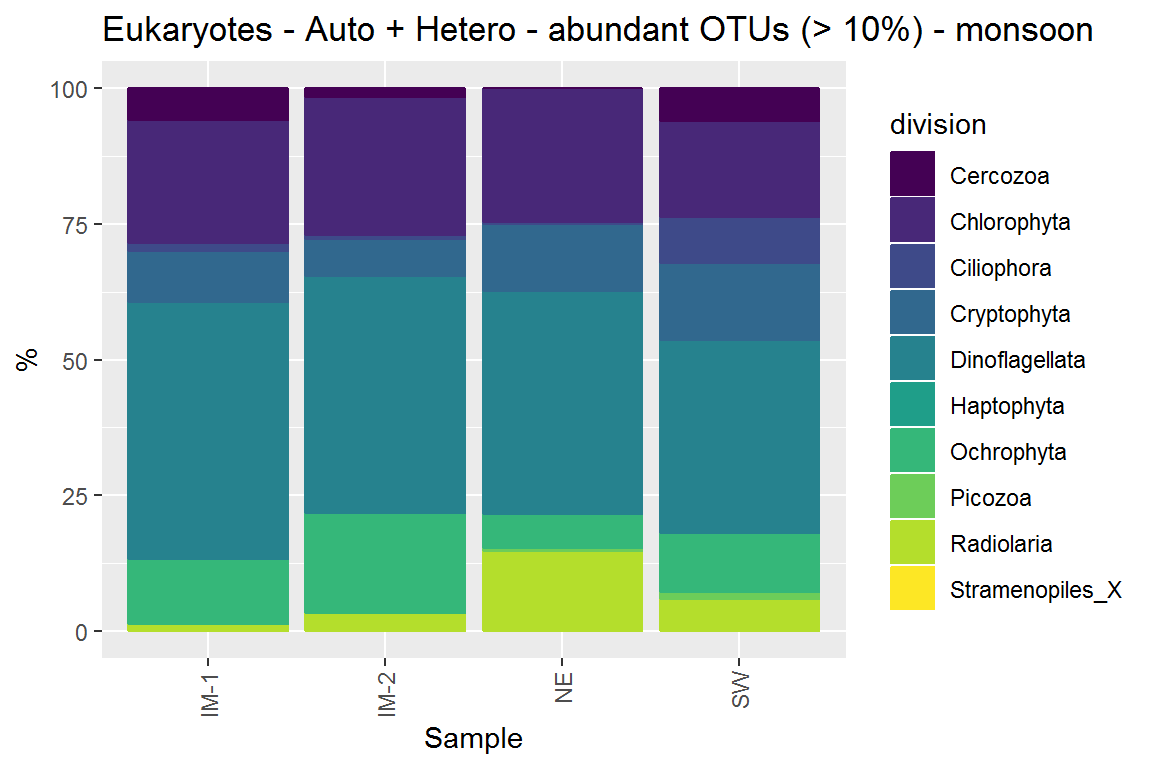 Eukaryotes - Auto + Hetero - abundant OTUs (> 10%) - monsoon
100
75
50
25
0
%
IM-1
IM-2
NE
SW
Sample
division
Cercozoa
Chlorophyta
Ciliophora
Cryptophyta
Dinoflagellata
Haptophyta
Ochrophyta
Picozoa
Radiolaria
Stramenopiles_X